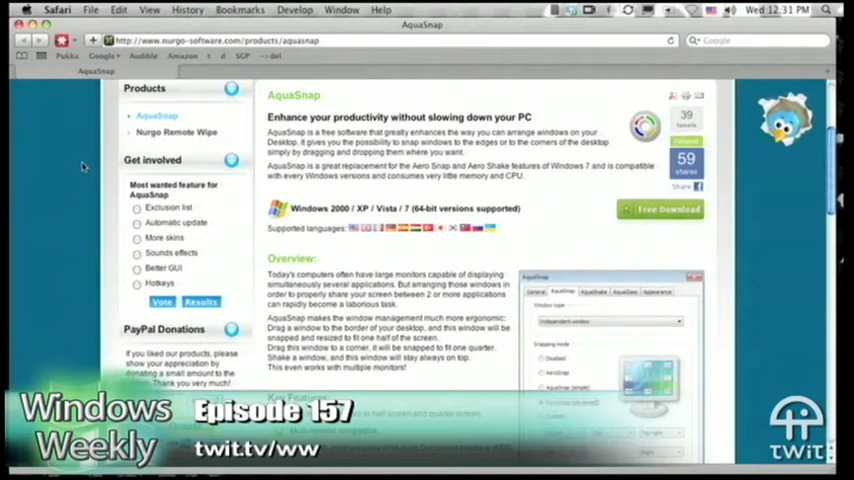 Safari File Edit View History Bookmarks Develop Window Help Wed 12:31 PM
AquaSnap
http://www.nurgo-software.com/products/aquasnap
Google
Pukka Google Audible Amazon t d SGP -->del
AquaSnap
Products
AquaSnap
Nurgo Remote Wipe
Get involved
Most wanted feature for
AquaSnap
Exclusion list
Automatic update
More skins
Sounds effects
Better GUI
Hotkeys
Vote Results
PayPal Donations
If you liked our products, please
show your appreciation by
donating a small amount to the
AquaSnap
Enhance your productivity without slowing down your PC
AquaSnap is a free software that greatly enhances the way you can arrange windows on your
Desktop. It gives you the possibility to snap windows to the edges or to the corners of the desktop
simply by dragging and dropping them where you want.
AquaSnap is a great replacement for the Aero Snap and Aero Shake features of Windows 7 and is compatible
with every Windows versions and consumes very little memory and CPU.
39
tweets
59
shares
Share
Windows 2000 / XP / Vista / 7 (64-bit versions supported)
Free Download
Supported languages:
Overview:
Today's computers often have large monitors capable of displaying
simultaneously several applications. But arranging those windows in
order to properly share your screen between 2 or more applications
can rapidly become a laborious task.
AquaSnap makes the window management much more ergonomic:
Drag a window to the border of your desktop, and this window will be
snapped and resized to fit one half of the screen.
Drag this window to a corner, it will be snapped to fit one quarter.
Shake a window, and this window will stay always on top.
This even works with multiple monitors!
Key Features:
AquaSnap
General AquaSnap AquaShake AquaGlass Appearance
Window type
Independent window
Snapping mode
Disabled
AeroSnap
AquaSnap (simple)
Windows
Weekly
Episode 157
twit.tv/ww
TWiT